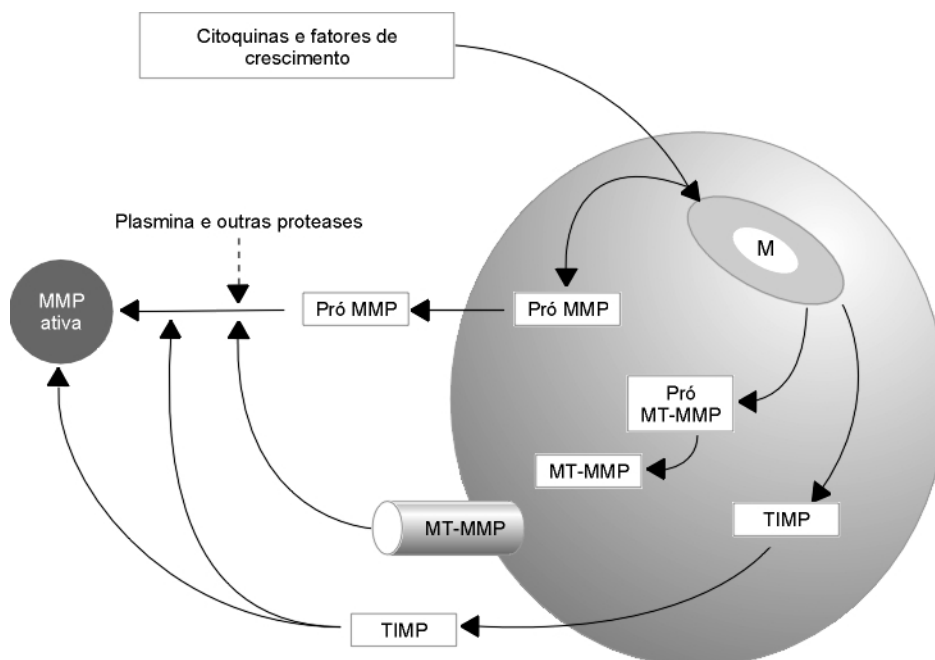 Citoquinas e fatores de
crescimento
Plasmina e outras proteases
M
MMP
ativa
Pró MMP
Pró MMP
Pró
MT-MMP
MT-MMP
MT-MMP
TIMP
TIMP